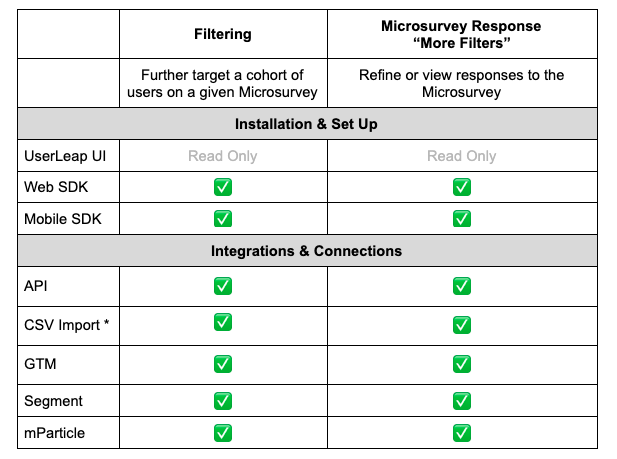 Filtering
Microsurvey Response
“More Filters”
Further target a cohort of
users on a given Microsurvey
Refine or view responses to the
Microsurvey
Installation & Set Up
UserLeap UI Read Only Read Only
Web SDK ✅ ✅
Mobile SDK ✅ ✅
Integrations & Connections
API ✅ ✅
CSV Import * ✅ ✅
GTM ✅ ✅
Segment ✅ ✅
mParticle ✅ ✅